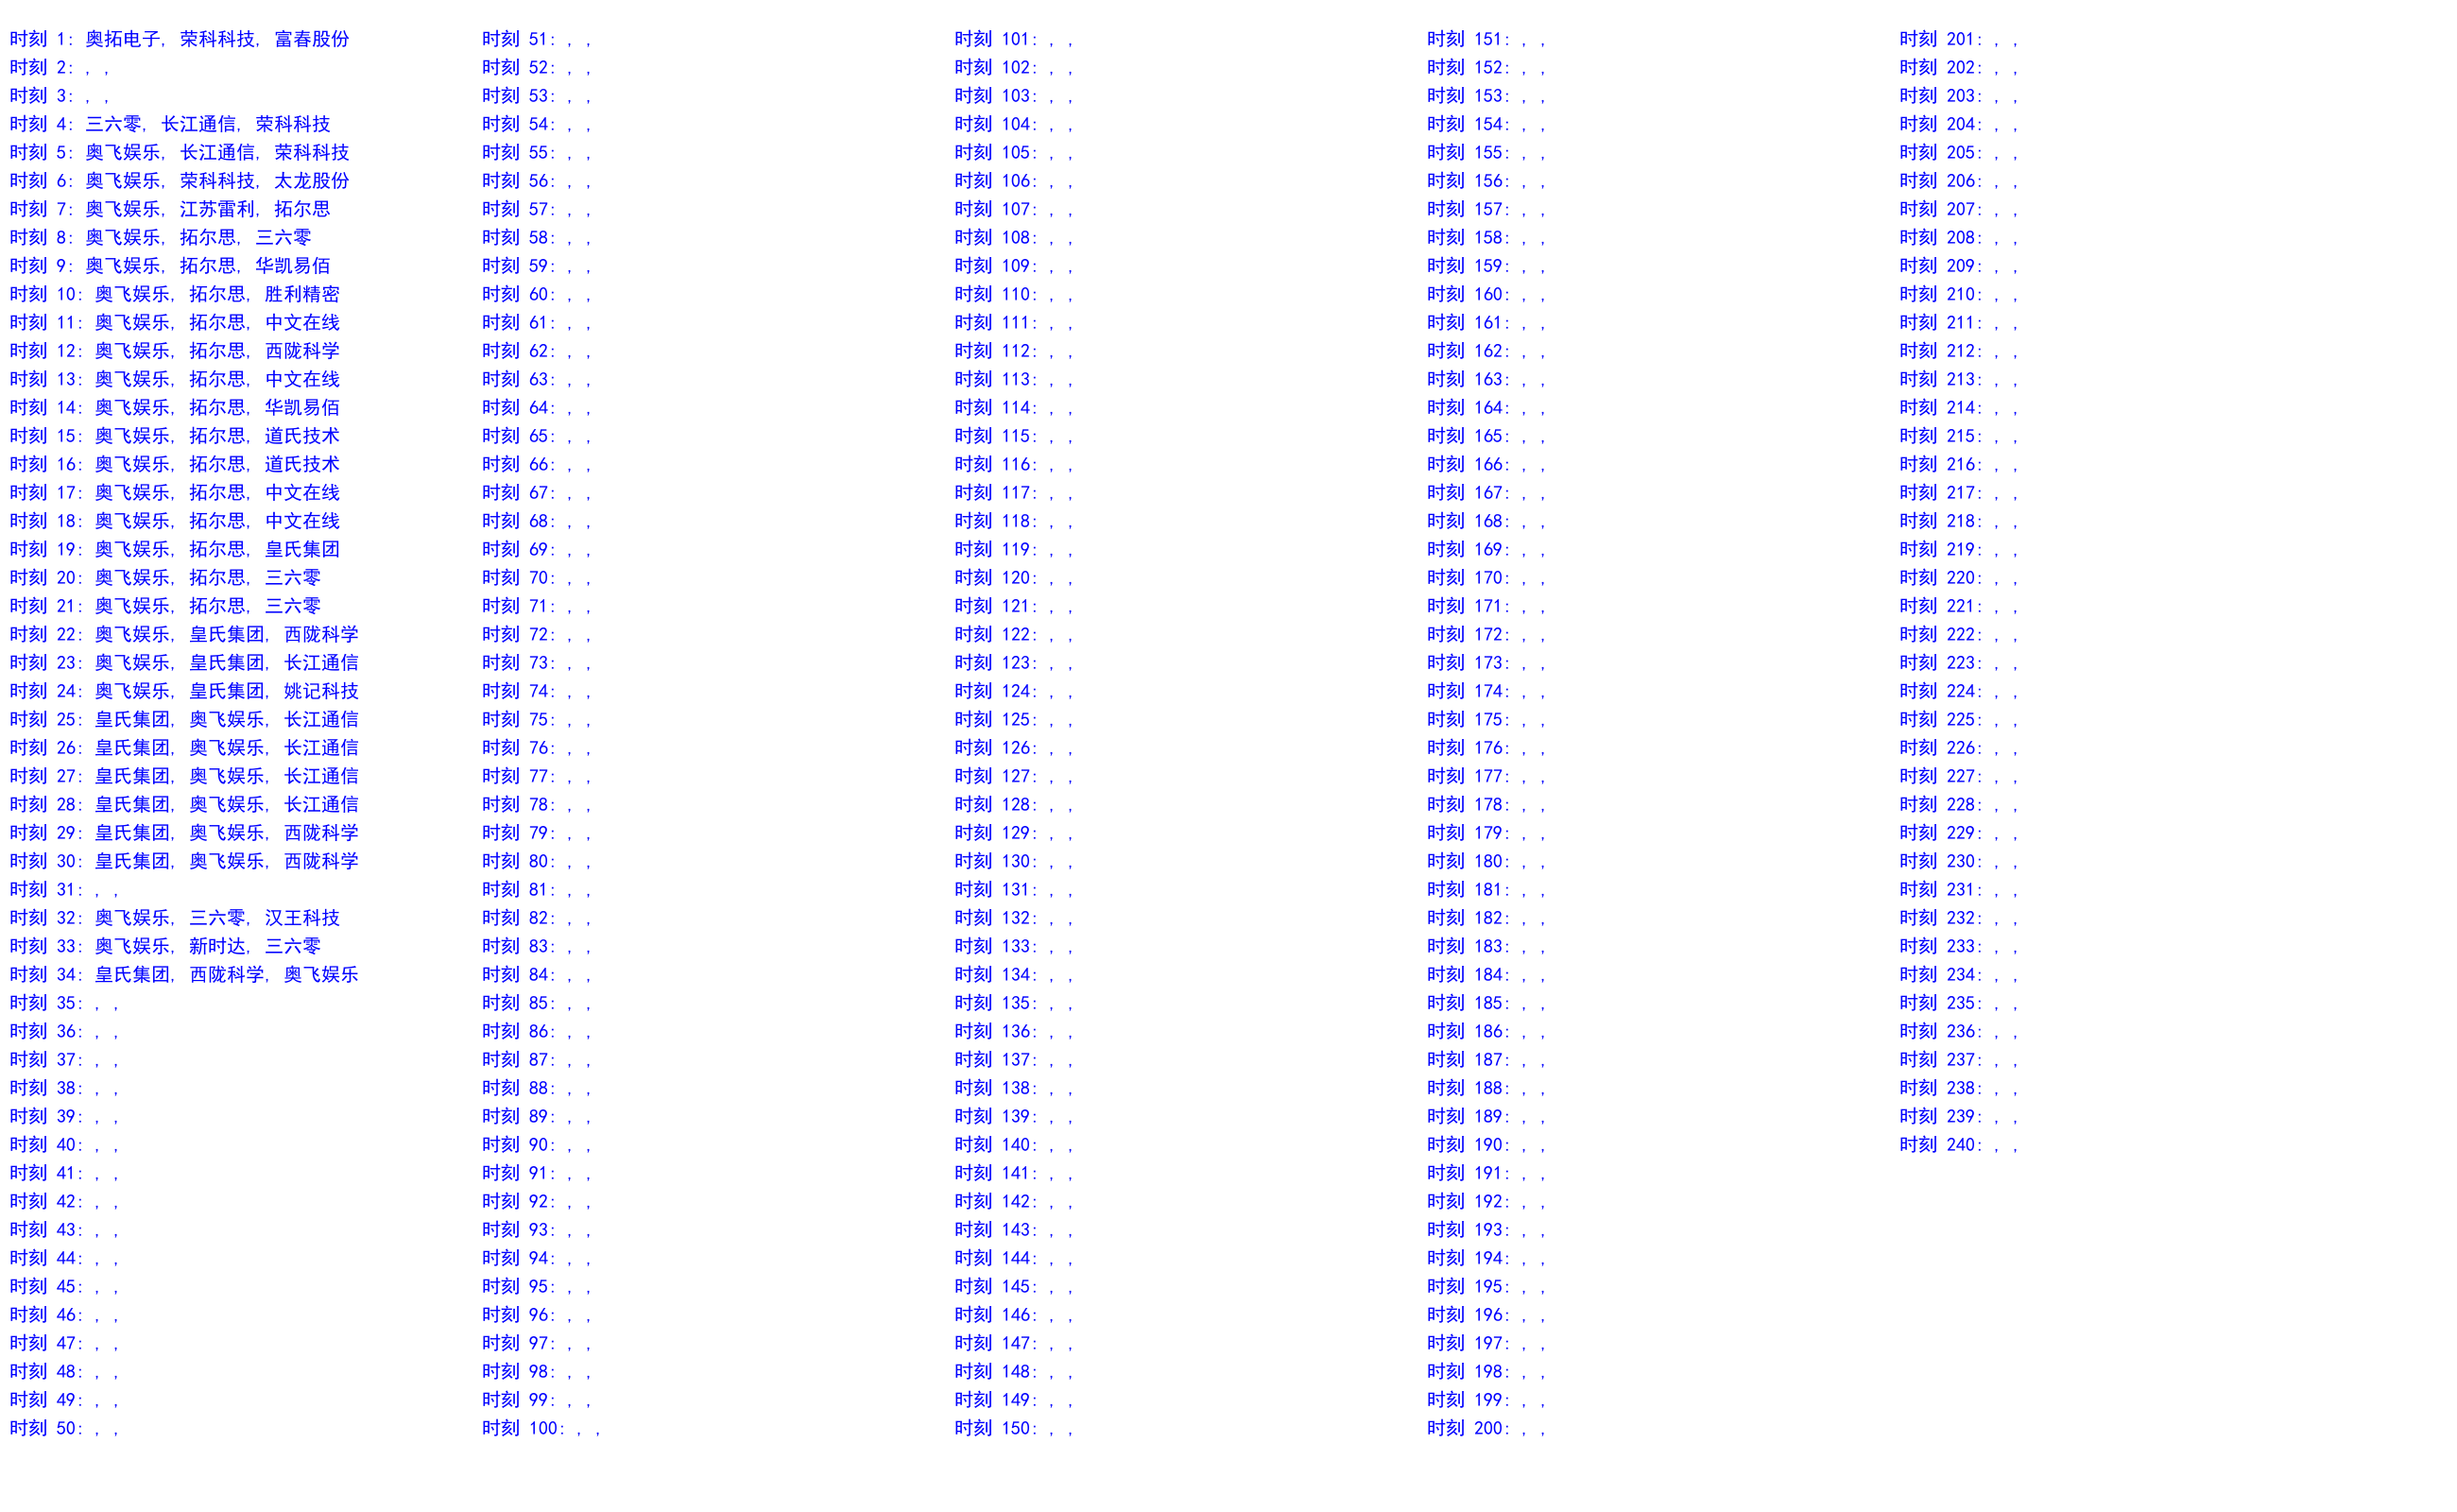 时刻 1: 奥拓电子, 荣科科技, 富春股份
时刻 2: , ,
时刻 3: , ,
时刻 4: 三六零, 长江通信, 荣科科技
时刻 5: 奥飞娱乐, 长江通信, 荣科科技
时刻 6: 奥飞娱乐, 荣科科技, 太龙股份
时刻 7: 奥飞娱乐, 江苏雷利, 拓尔思
时刻 8: 奥飞娱乐, 拓尔思, 三六零
时刻 9: 奥飞娱乐, 拓尔思, 华凯易佰
时刻 10: 奥飞娱乐, 拓尔思, 胜利精密
时刻 11: 奥飞娱乐, 拓尔思, 中文在线
时刻 12: 奥飞娱乐, 拓尔思, 西陇科学
时刻 13: 奥飞娱乐, 拓尔思, 中文在线
时刻 14: 奥飞娱乐, 拓尔思, 华凯易佰
时刻 15: 奥飞娱乐, 拓尔思, 道氏技术
时刻 16: 奥飞娱乐, 拓尔思, 道氏技术
时刻 17: 奥飞娱乐, 拓尔思, 中文在线
时刻 18: 奥飞娱乐, 拓尔思, 中文在线
时刻 19: 奥飞娱乐, 拓尔思, 皇氏集团
时刻 20: 奥飞娱乐, 拓尔思, 三六零
时刻 21: 奥飞娱乐, 拓尔思, 三六零
时刻 22: 奥飞娱乐, 皇氏集团, 西陇科学
时刻 23: 奥飞娱乐, 皇氏集团, 长江通信
时刻 24: 奥飞娱乐, 皇氏集团, 姚记科技
时刻 25: 皇氏集团, 奥飞娱乐, 长江通信
时刻 26: 皇氏集团, 奥飞娱乐, 长江通信
时刻 27: 皇氏集团, 奥飞娱乐, 长江通信
时刻 28: 皇氏集团, 奥飞娱乐, 长江通信
时刻 29: 皇氏集团, 奥飞娱乐, 西陇科学
时刻 30: 皇氏集团, 奥飞娱乐, 西陇科学
时刻 31: , ,
时刻 32: 奥飞娱乐, 三六零, 汉王科技
时刻 33: 奥飞娱乐, 新时达, 三六零
时刻 34: 皇氏集团, 西陇科学, 奥飞娱乐
时刻 35: , ,
时刻 36: , ,
时刻 37: , ,
时刻 38: , ,
时刻 39: , ,
时刻 40: , ,
时刻 41: , ,
时刻 42: , ,
时刻 43: , ,
时刻 44: , ,
时刻 45: , ,
时刻 46: , ,
时刻 47: , ,
时刻 48: , ,
时刻 49: , ,
时刻 50: , ,
时刻 51: , ,
时刻 52: , ,
时刻 53: , ,
时刻 54: , ,
时刻 55: , ,
时刻 56: , ,
时刻 57: , ,
时刻 58: , ,
时刻 59: , ,
时刻 60: , ,
时刻 61: , ,
时刻 62: , ,
时刻 63: , ,
时刻 64: , ,
时刻 65: , ,
时刻 66: , ,
时刻 67: , ,
时刻 68: , ,
时刻 69: , ,
时刻 70: , ,
时刻 71: , ,
时刻 72: , ,
时刻 73: , ,
时刻 74: , ,
时刻 75: , ,
时刻 76: , ,
时刻 77: , ,
时刻 78: , ,
时刻 79: , ,
时刻 80: , ,
时刻 81: , ,
时刻 82: , ,
时刻 83: , ,
时刻 84: , ,
时刻 85: , ,
时刻 86: , ,
时刻 87: , ,
时刻 88: , ,
时刻 89: , ,
时刻 90: , ,
时刻 91: , ,
时刻 92: , ,
时刻 93: , ,
时刻 94: , ,
时刻 95: , ,
时刻 96: , ,
时刻 97: , ,
时刻 98: , ,
时刻 99: , ,
时刻 100: , ,
时刻 101: , ,
时刻 102: , ,
时刻 103: , ,
时刻 104: , ,
时刻 105: , ,
时刻 106: , ,
时刻 107: , ,
时刻 108: , ,
时刻 109: , ,
时刻 110: , ,
时刻 111: , ,
时刻 112: , ,
时刻 113: , ,
时刻 114: , ,
时刻 115: , ,
时刻 116: , ,
时刻 117: , ,
时刻 118: , ,
时刻 119: , ,
时刻 120: , ,
时刻 121: , ,
时刻 122: , ,
时刻 123: , ,
时刻 124: , ,
时刻 125: , ,
时刻 126: , ,
时刻 127: , ,
时刻 128: , ,
时刻 129: , ,
时刻 130: , ,
时刻 131: , ,
时刻 132: , ,
时刻 133: , ,
时刻 134: , ,
时刻 135: , ,
时刻 136: , ,
时刻 137: , ,
时刻 138: , ,
时刻 139: , ,
时刻 140: , ,
时刻 141: , ,
时刻 142: , ,
时刻 143: , ,
时刻 144: , ,
时刻 145: , ,
时刻 146: , ,
时刻 147: , ,
时刻 148: , ,
时刻 149: , ,
时刻 150: , ,
时刻 151: , ,
时刻 152: , ,
时刻 153: , ,
时刻 154: , ,
时刻 155: , ,
时刻 156: , ,
时刻 157: , ,
时刻 158: , ,
时刻 159: , ,
时刻 160: , ,
时刻 161: , ,
时刻 162: , ,
时刻 163: , ,
时刻 164: , ,
时刻 165: , ,
时刻 166: , ,
时刻 167: , ,
时刻 168: , ,
时刻 169: , ,
时刻 170: , ,
时刻 171: , ,
时刻 172: , ,
时刻 173: , ,
时刻 174: , ,
时刻 175: , ,
时刻 176: , ,
时刻 177: , ,
时刻 178: , ,
时刻 179: , ,
时刻 180: , ,
时刻 181: , ,
时刻 182: , ,
时刻 183: , ,
时刻 184: , ,
时刻 185: , ,
时刻 186: , ,
时刻 187: , ,
时刻 188: , ,
时刻 189: , ,
时刻 190: , ,
时刻 191: , ,
时刻 192: , ,
时刻 193: , ,
时刻 194: , ,
时刻 195: , ,
时刻 196: , ,
时刻 197: , ,
时刻 198: , ,
时刻 199: , ,
时刻 200: , ,
时刻 201: , ,
时刻 202: , ,
时刻 203: , ,
时刻 204: , ,
时刻 205: , ,
时刻 206: , ,
时刻 207: , ,
时刻 208: , ,
时刻 209: , ,
时刻 210: , ,
时刻 211: , ,
时刻 212: , ,
时刻 213: , ,
时刻 214: , ,
时刻 215: , ,
时刻 216: , ,
时刻 217: , ,
时刻 218: , ,
时刻 219: , ,
时刻 220: , ,
时刻 221: , ,
时刻 222: , ,
时刻 223: , ,
时刻 224: , ,
时刻 225: , ,
时刻 226: , ,
时刻 227: , ,
时刻 228: , ,
时刻 229: , ,
时刻 230: , ,
时刻 231: , ,
时刻 232: , ,
时刻 233: , ,
时刻 234: , ,
时刻 235: , ,
时刻 236: , ,
时刻 237: , ,
时刻 238: , ,
时刻 239: , ,
时刻 240: , ,